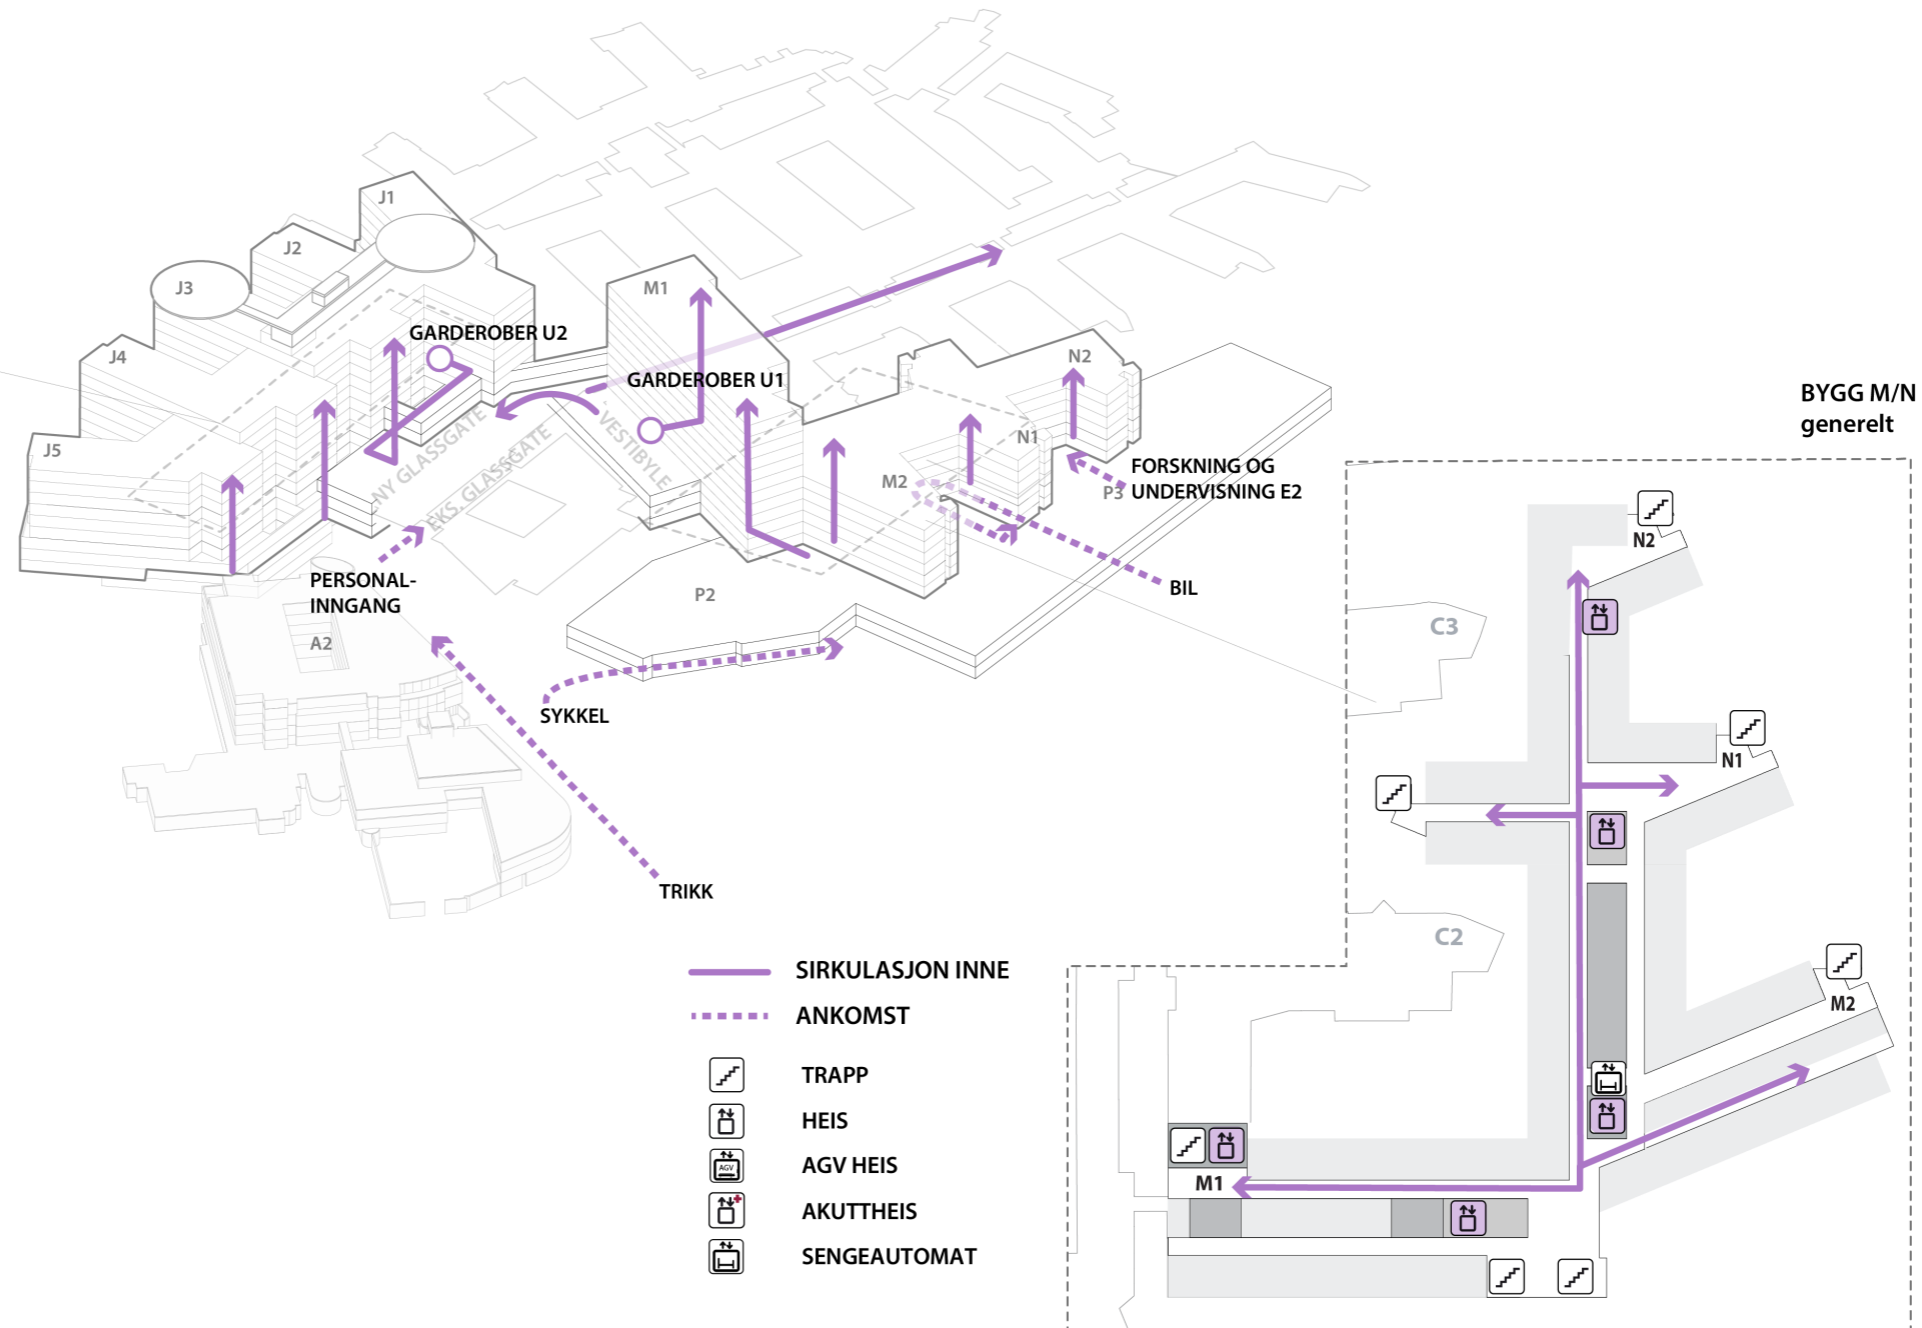 J1
J2
J3
J4
J5
M1
GARDEROBER U2
GARDEROBER U1
N2
N1
M2
NY GLASSGATE
EKS. GLASSGATE
VESTIBYLE
FORSKNING OG
P3 UNDERVISNING E2
PERSONAL-
INNGANG
A2
P2
BIL
SYKKEL
TRIKK
SIRKULASJON INNE
ANKOMST
TRAPP
HEIS
AGV
AGV HEIS
AKUTTHEIS
SENGEAUTOMAT
BYGG M/N
generelt
N2
C3
N1
C2
M2
M1